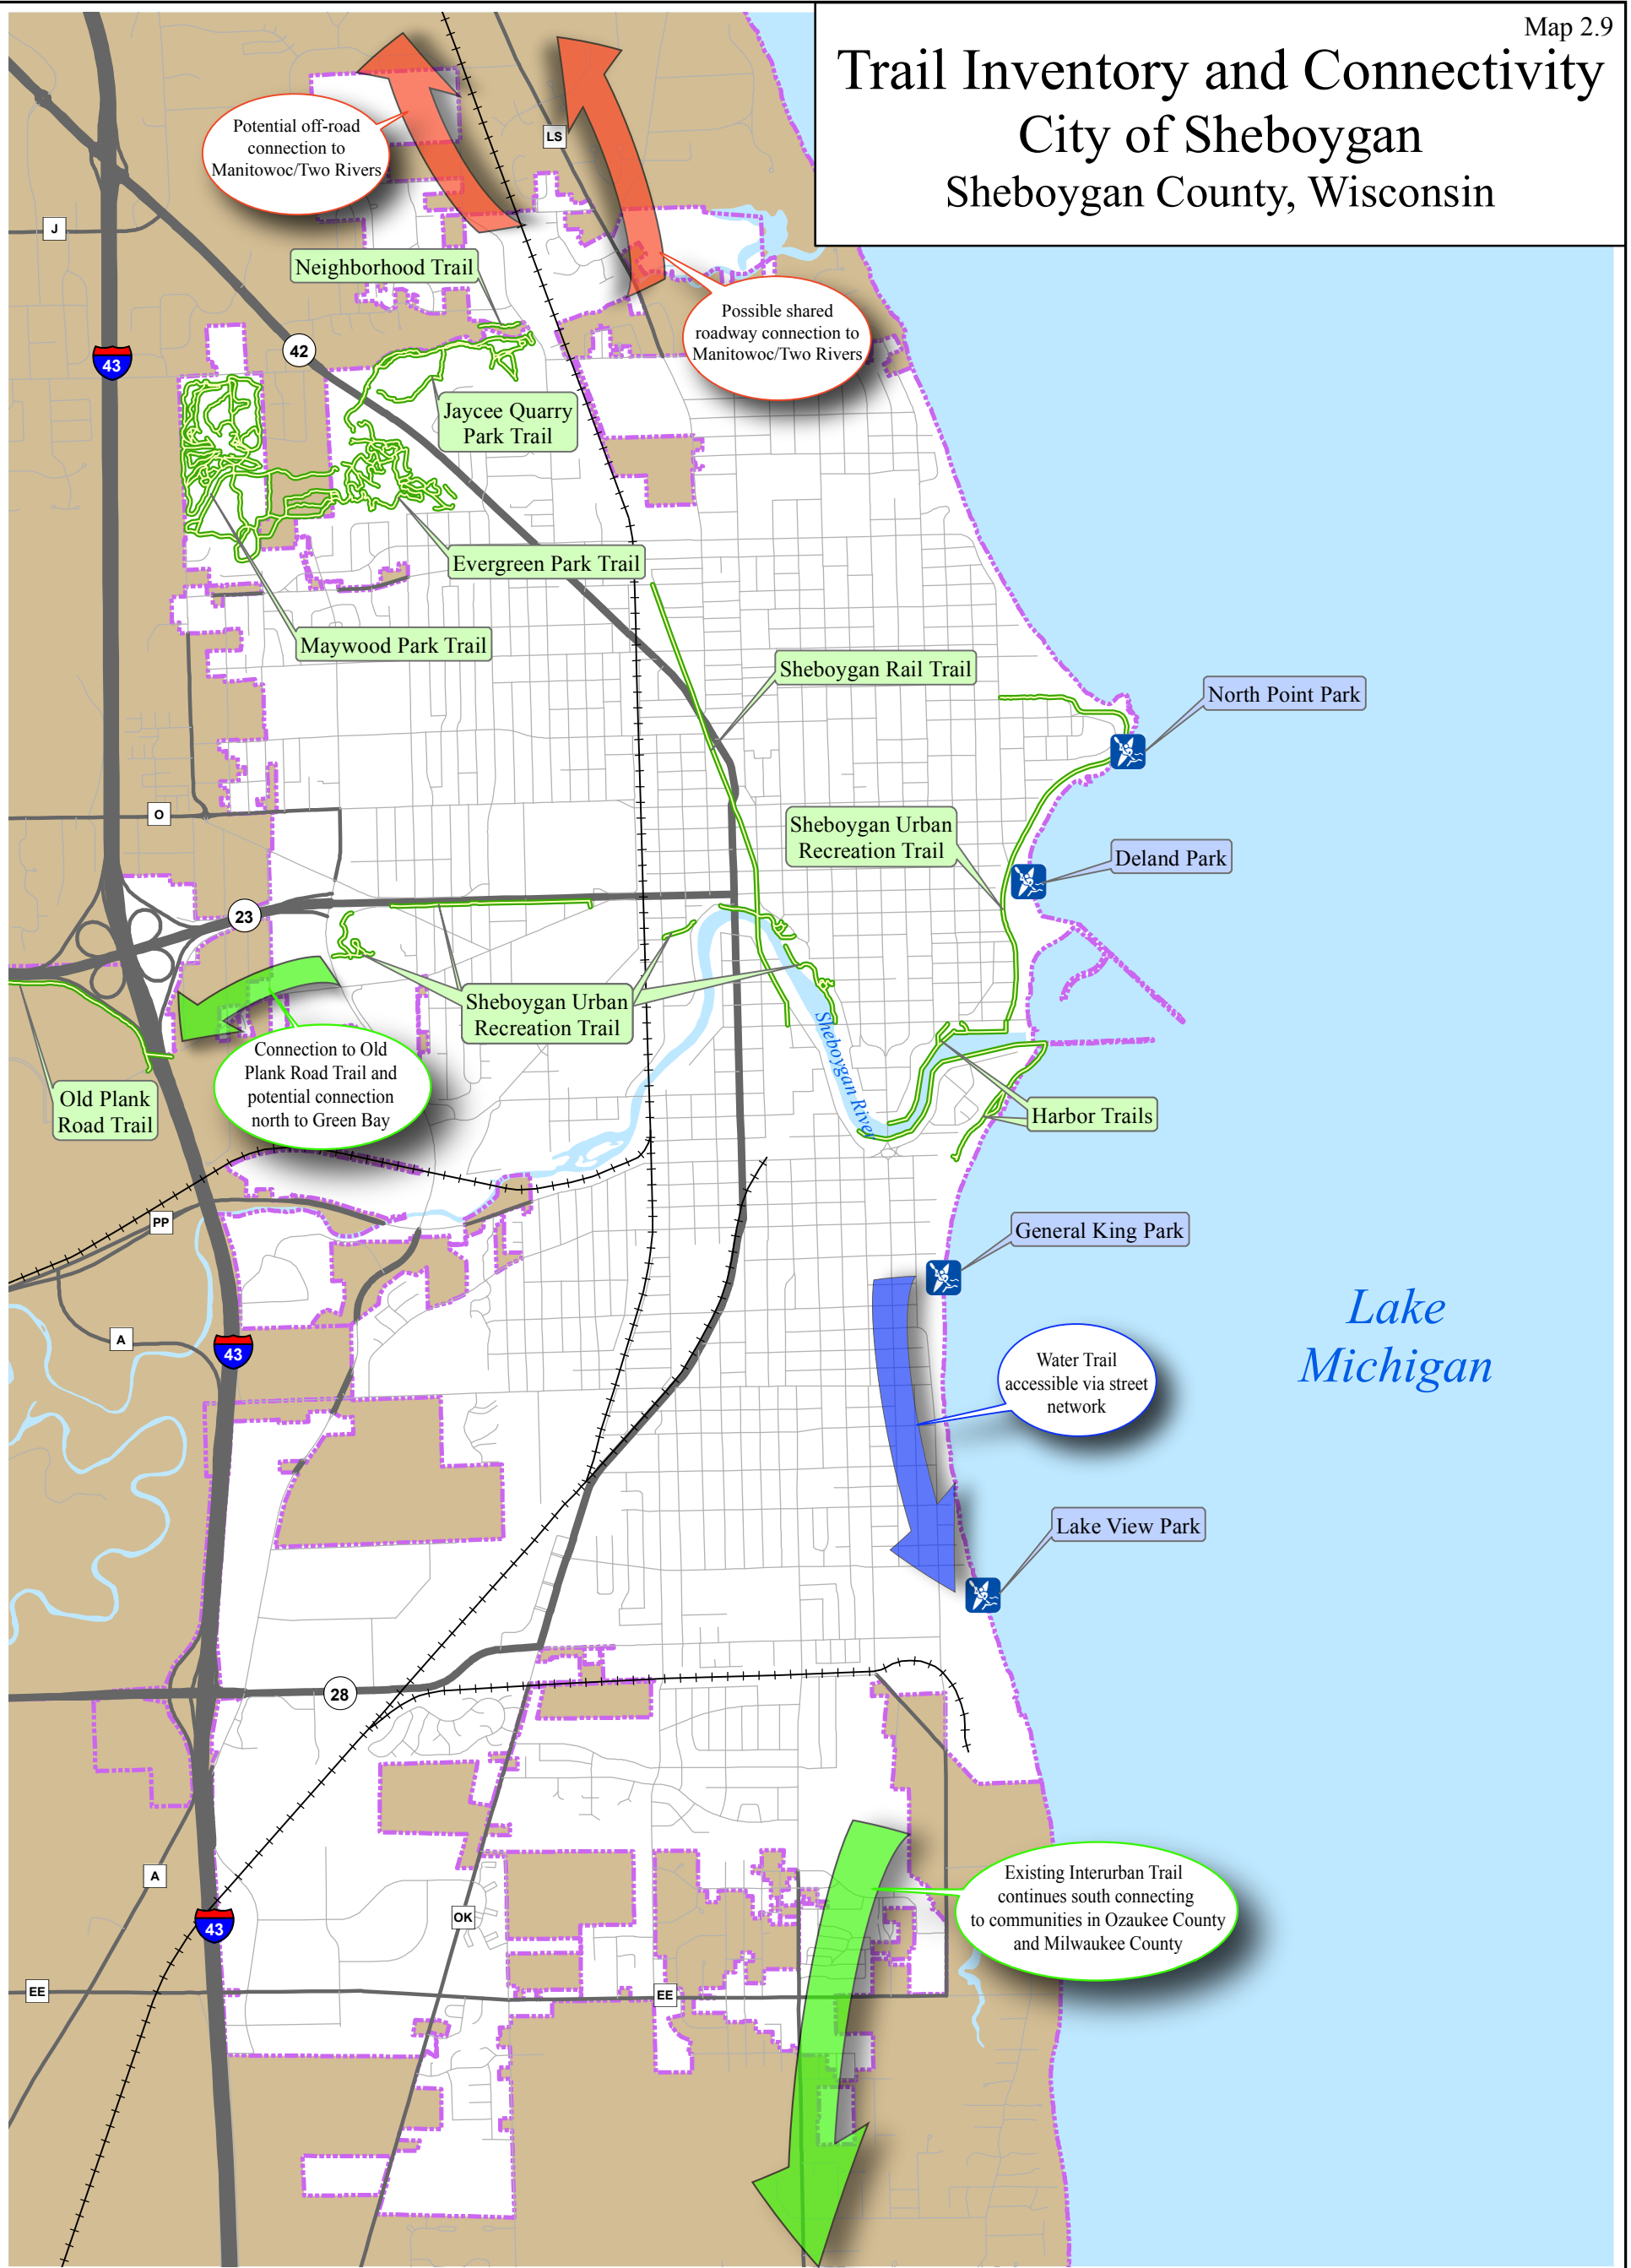 Map 2.9
Trail Inventory and Connectivity
City of Sheboygan
Sheboygan County, Wisconsin
Potential off-road
connection to
Manitowoc/Two Rivers
LS
J
Neighborhood Trail
Possible shared
roadway connection to
Manitowoc/Two Rivers
42
43
Jaycee Quarry
Park Trail
Evergreen Park Trail
Maywood Park Trail
Sheboygan Rail Trail
North Point Park
O
Sheboygan Urban
Recreation Trail
Deland Park
23
Sheboygan Urban
Recreation Trail
Connection to Old
Plank Road Trail and
potential connection
north to Green Bay
Old Plank
Road Trail
Sheboygan River
Harbor Trails
PP
General King Park
A
43
Lake
Michigan
Water Trail
accessible via street
network
Lake View Park
28
A
43
OK
Existing Interurban Trail
continues south connecting
to communities in Ozaukee County
and Milwaukee County
EE
EE